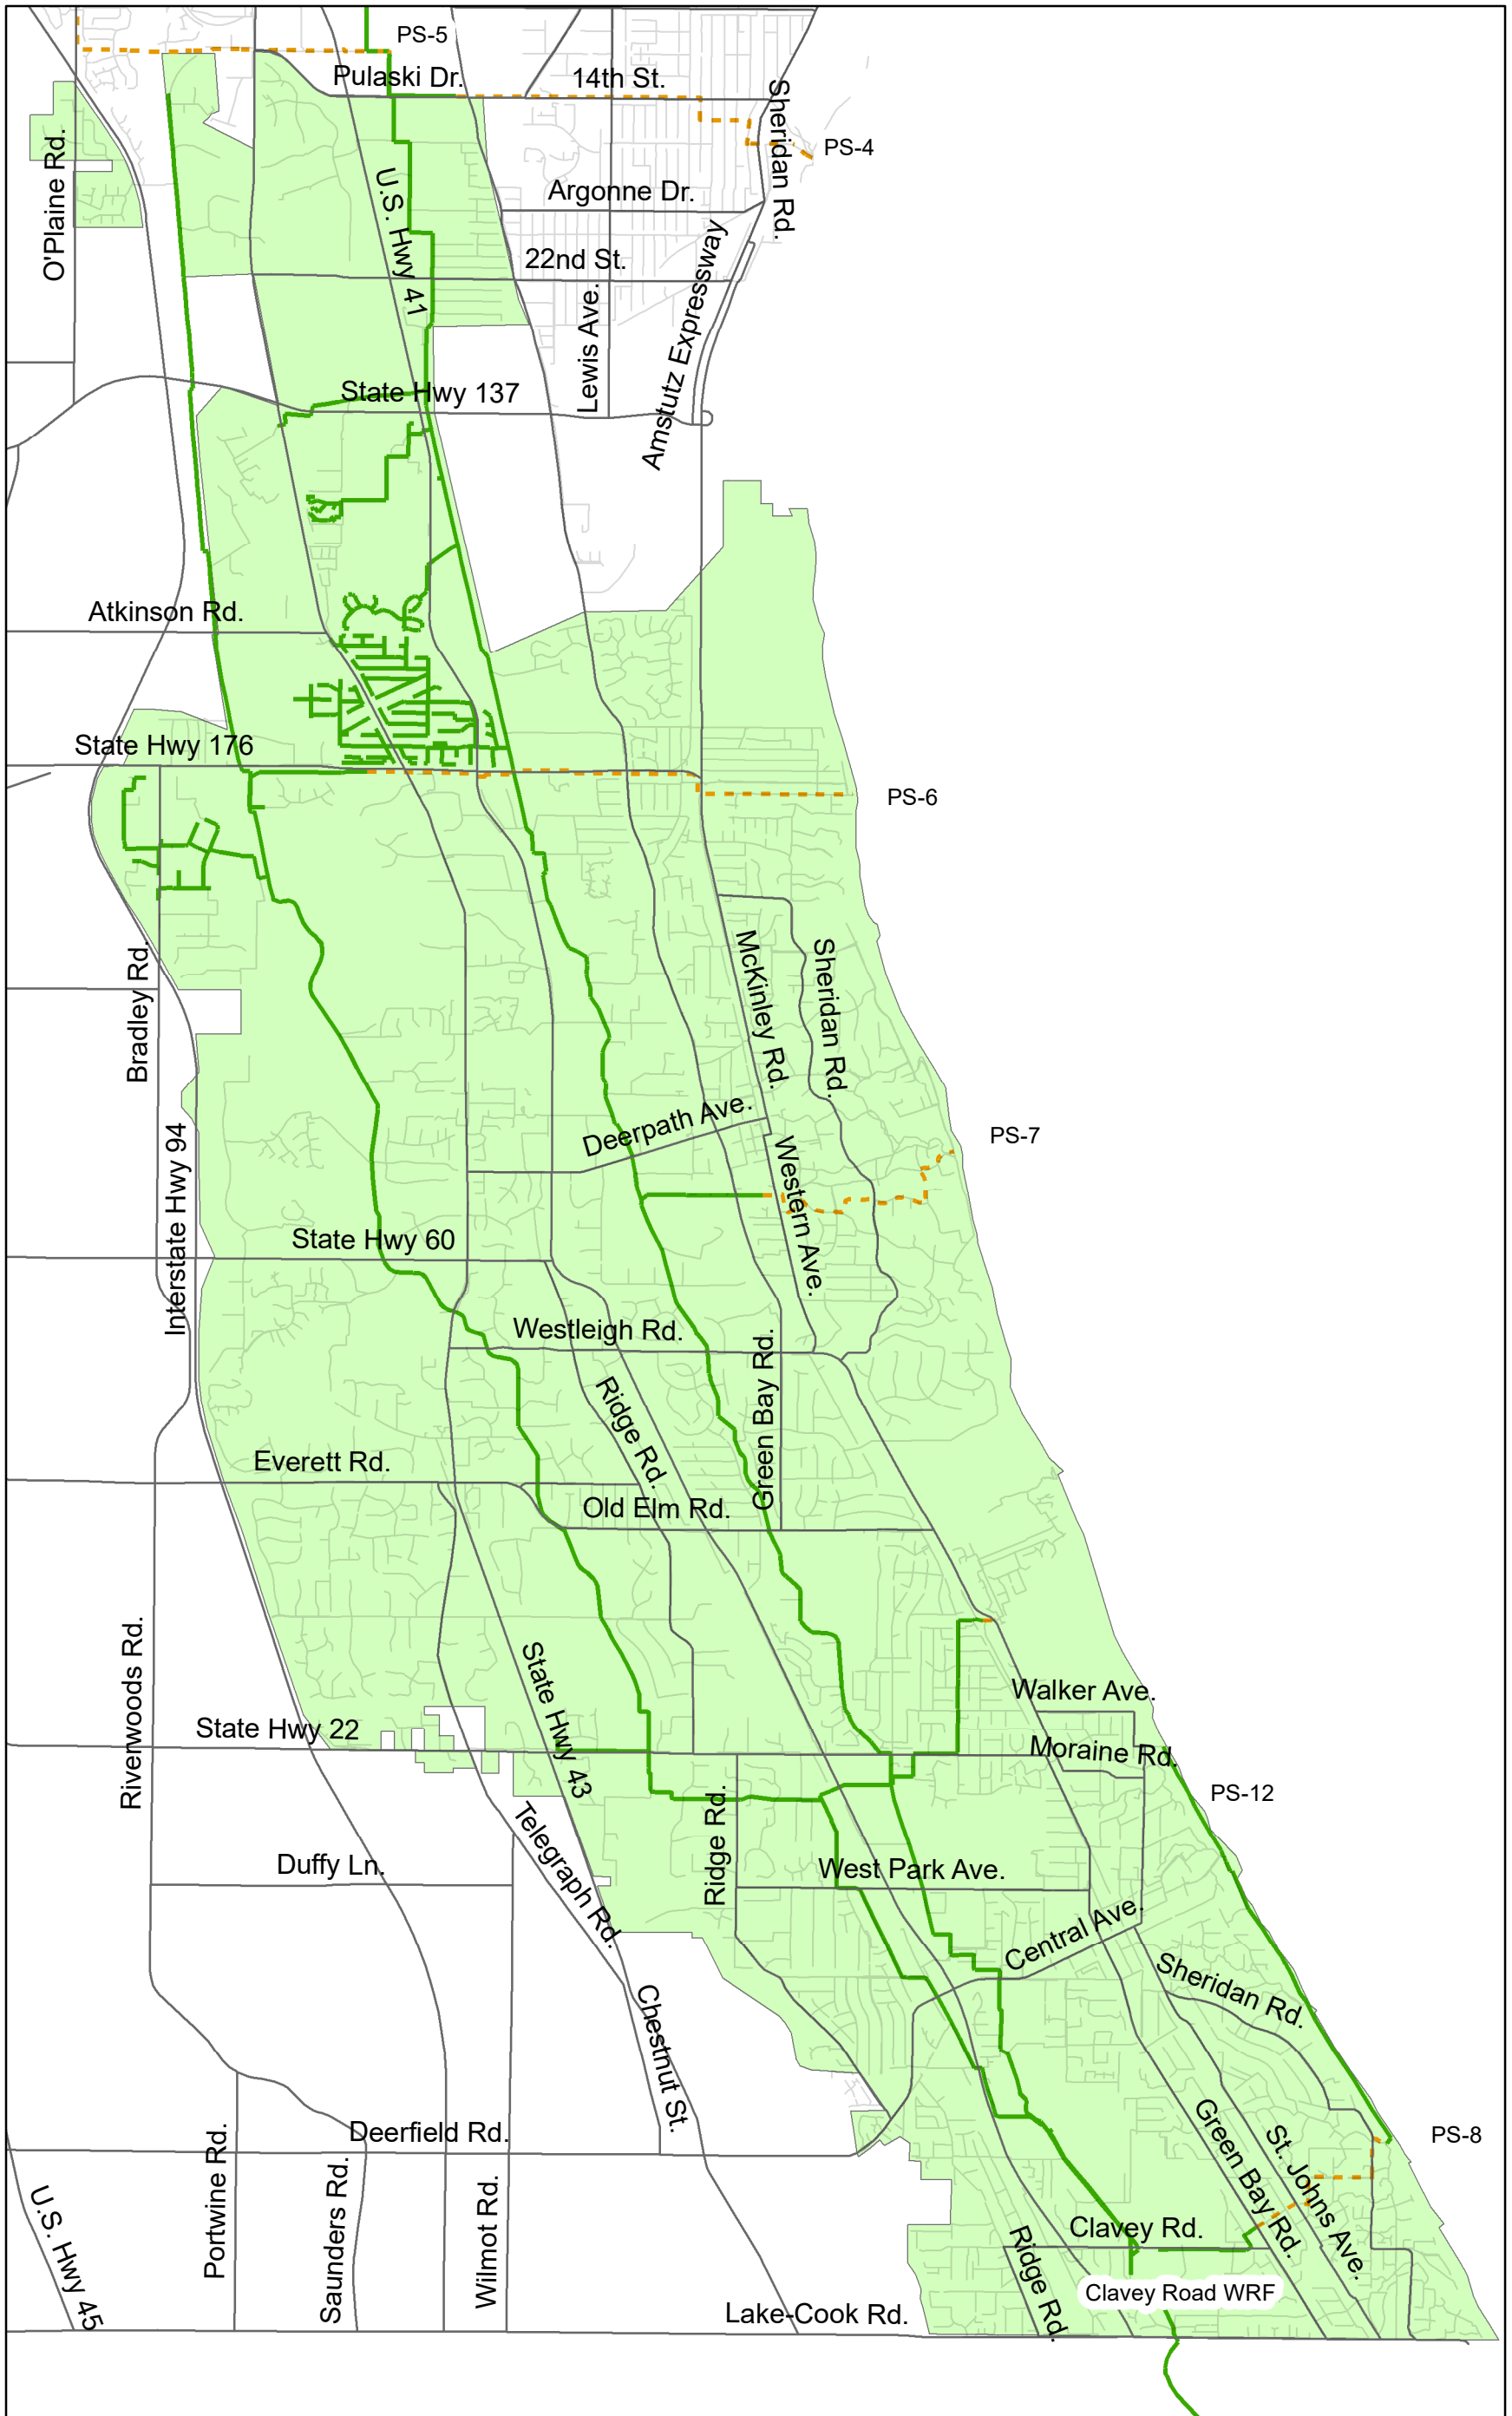 PS-5
Pulaski Dr.
14th St.
Sheridan Rd.
PS-4
O'Plaine Rd.
U.S. Hwy 41
Argonne Dr.
22nd St.
Lewis Ave.
Amstutz Expressway
State Hwy 137
Atkinson Rd.
State Hwy 176
PS-6
Bradley Rd.
McKinley Rd.
Sheridan Rd.
Deerpath Ave.
PS-7
Western Ave.
Interstate Hwy 94
State Hwy 60
Westleigh Rd.
Green Bay Rd.
Ridge Rd.
Everett Rd.
Old Elm Rd.
Riverwoods Rd.
State Hwy 43
Walker Ave.
State Hwy 22
Moraine Rd.
PS-12
Ridge Rd.
Telegraph Rd.
Duffy Ln.
West Park Ave.
Central Ave.
Sheridan Rd.
Chestnut St.
Deerfield Rd.
PS-8
Green Bay Rd.
St. Johns Ave.
Portwine Rd.
Saunders Rd.
Wilmot Rd.
U.S. Hwy 45
Clavey Rd.
Ridge Rd.
Clavey Road WRF
Lake-Cook Rd.